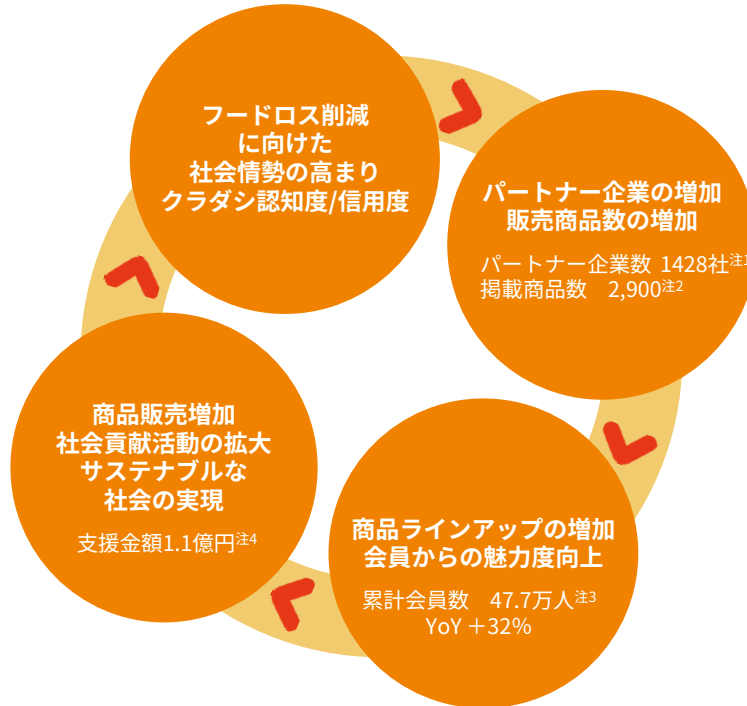 フードロス削減
に向けた
社会情勢の高まり
クラダシ認知度/信用度
パートナー企業の増加
販売商品数の増加
パートナー企業数 1428社注1
掲載商品数　2,900注2
商品ラインアップの増加
会員からの魅力度向上
累計会員数　47.7万人注3
YoY＋32%
商品販売増加
社会貢献活動の拡大
サステナブルな
社会の実現
支援金額1.1億円注4